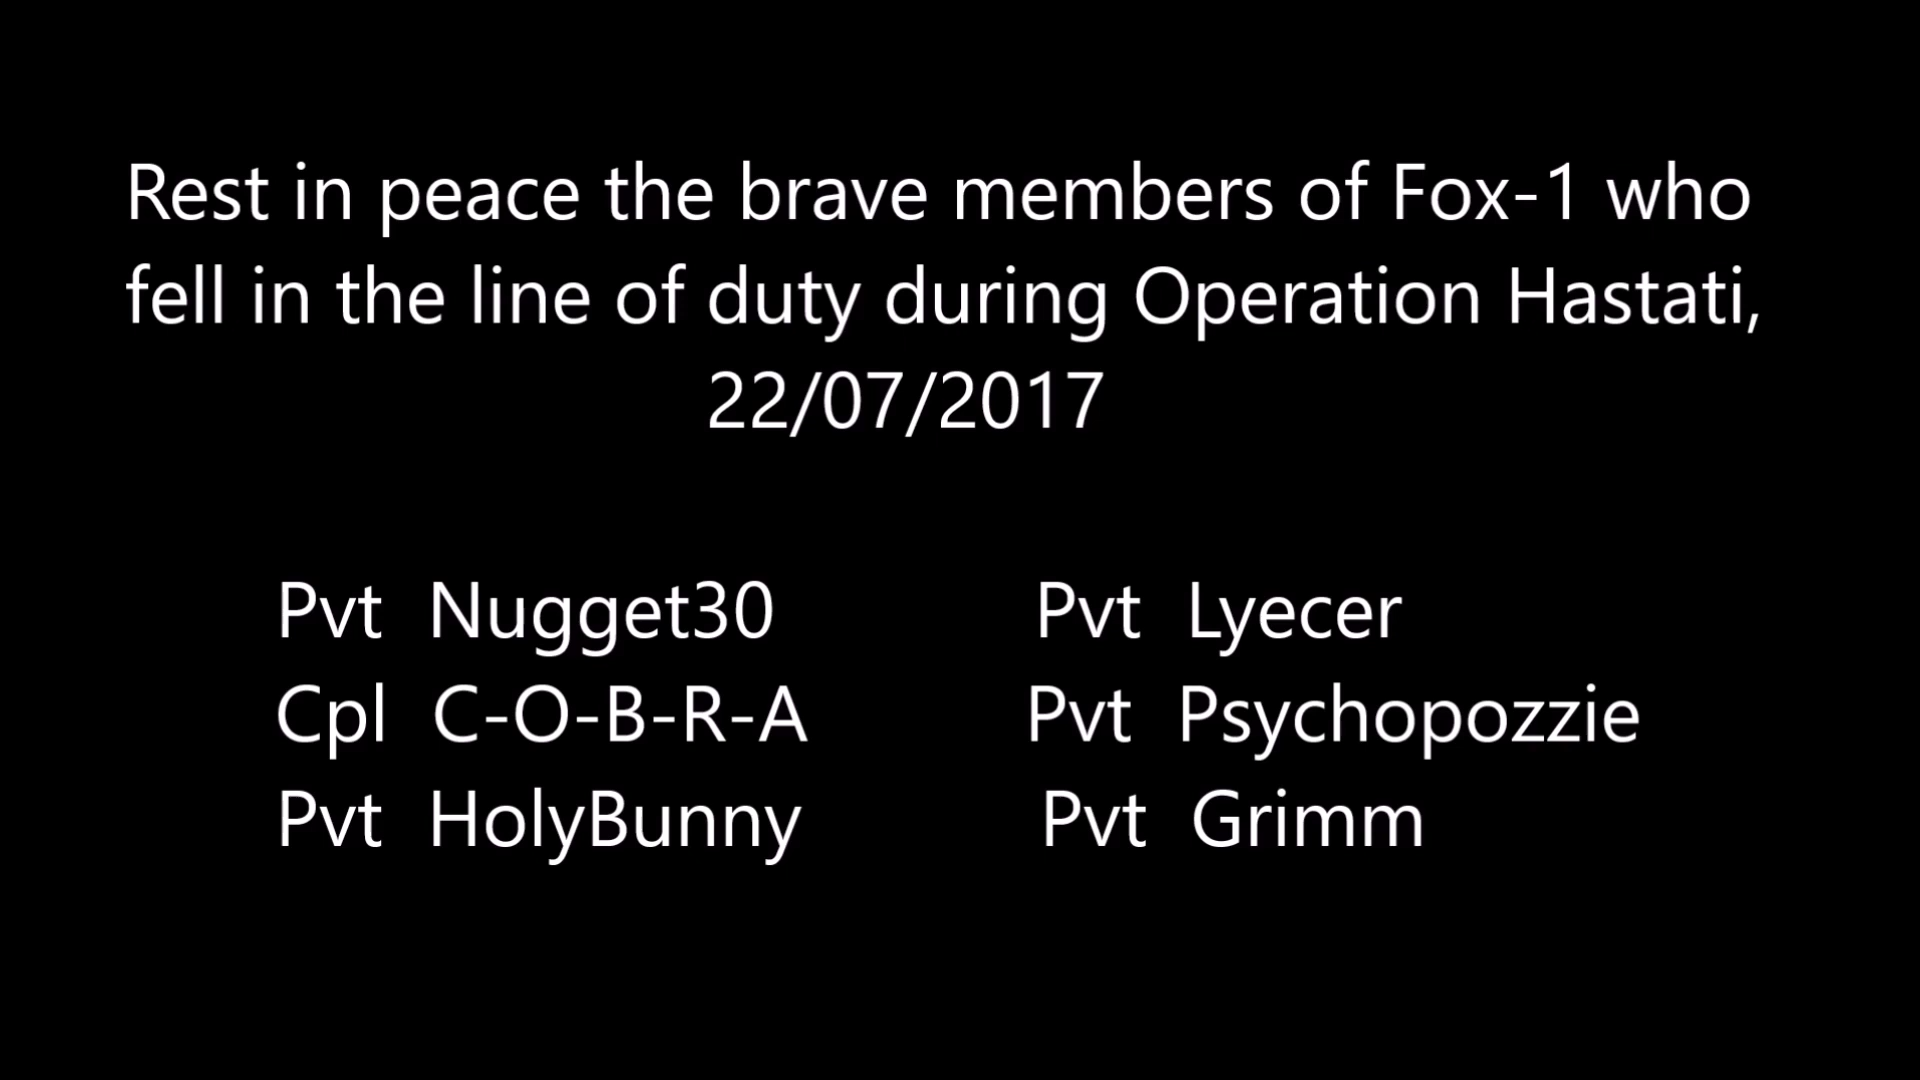 Rest in peace the brave members of Fox-1 who
fell in the line of duty during Operation Hastati,
22/07/2017
Pvt Nugget30 Pvt Lyecer
Cpl C-O-B-R-A Pvt Psychopozzie
Pvt HolyBunny Pvt Grimm